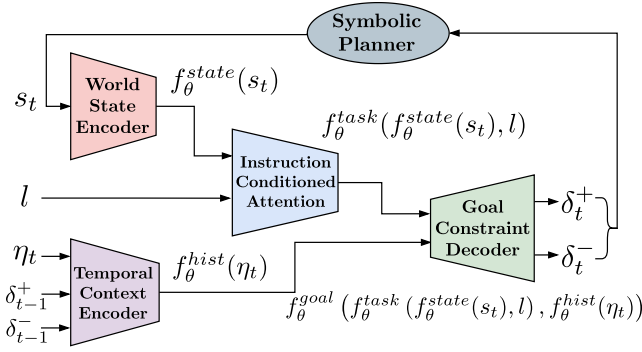 Symbolic
Planner
World
State
Encoder
s_t
f_θ^{state}(s_t)
f_θ^{task}(f_θ^{state}(s_t), l)
Instruction
Conditioned
Attention
l
Goal
Constraint
Decoder
δ_t^+
δ_t^-
η_t
δ_{t-1}^+
δ_{t-1}^-
Temporal
Context
Encoder
f_θ^{hist}(η_t)
f_θ^{goal} (f_θ^{task} (f_θ^{state}(s_t), l) , f_θ^{hist}(η_t))